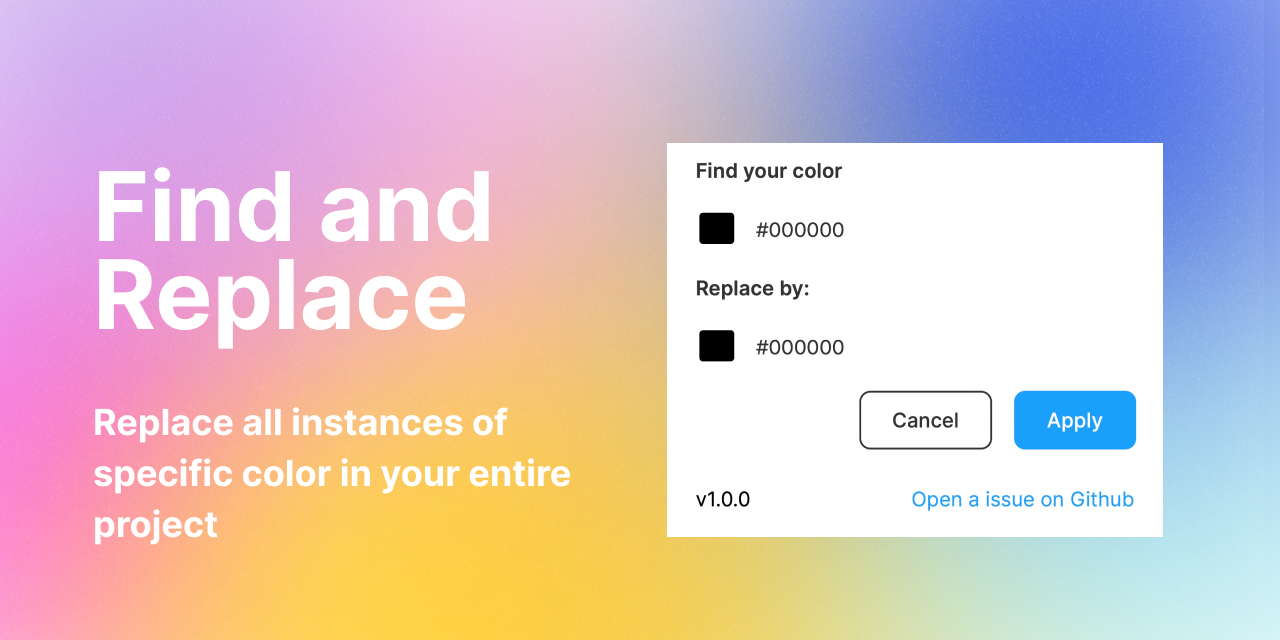 Find and
Replace
Replace all instances of
specific color in your entire
project
Find your color
#000000
Replace by:
#000000
Cancel
Apply
v1.0.0
Open a issue on Github